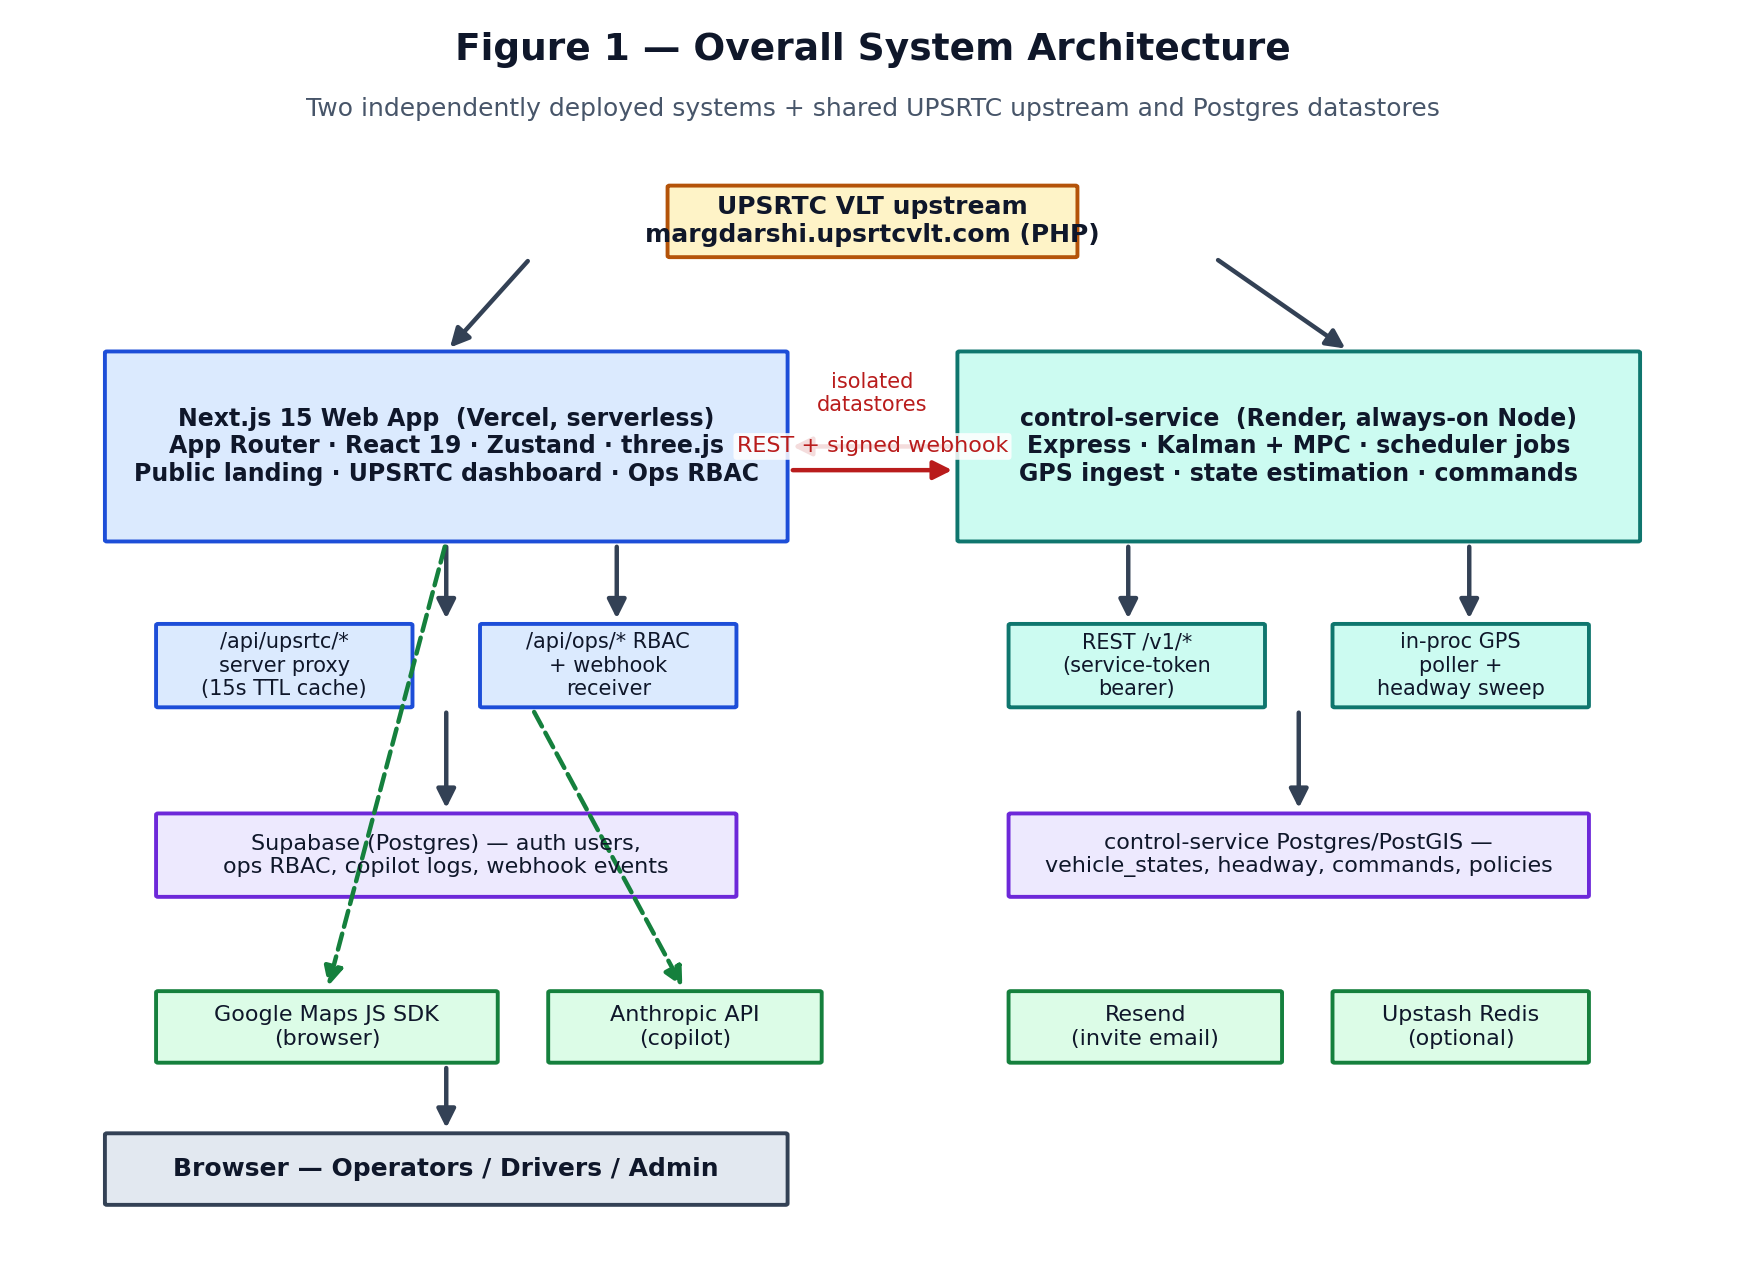 Figure 1 — Overall System Architecture
Two independently deployed systems + shared UPSRTC upstream and Postgres datastores
UPSRTC VLT upstream
margdarshi.upsrtcvlt.com (PHP)
Next.js 15 Web App (Vercel, serverless)
App Router · React 19 · Zustand · three.js
Public landing · UPSRTC dashboard · Ops RBAC
isolated
datastores
REST + signed webhook
control-service (Render, always-on Node)
Express · Kalman + MPC · scheduler jobs
GPS ingest · state estimation · commands
/api/upsrtc/*
server proxy
(15s TTL cache)
/api/ops/* RBAC
+ webhook
receiver
REST /v1/*
(service-token
bearer)
in-proc GPS
poller +
headway sweep
Supabase (Postgres) — auth users,
ops RBAC, copilot logs, webhook events
control-service Postgres/PostGIS —
vehicle_states, headway, commands, policies
Google Maps JS SDK
(browser)
Anthropic API
(copilot)
Resend
(invite email)
Upstash Redis
(optional)
Browser — Operators / Drivers / Admin